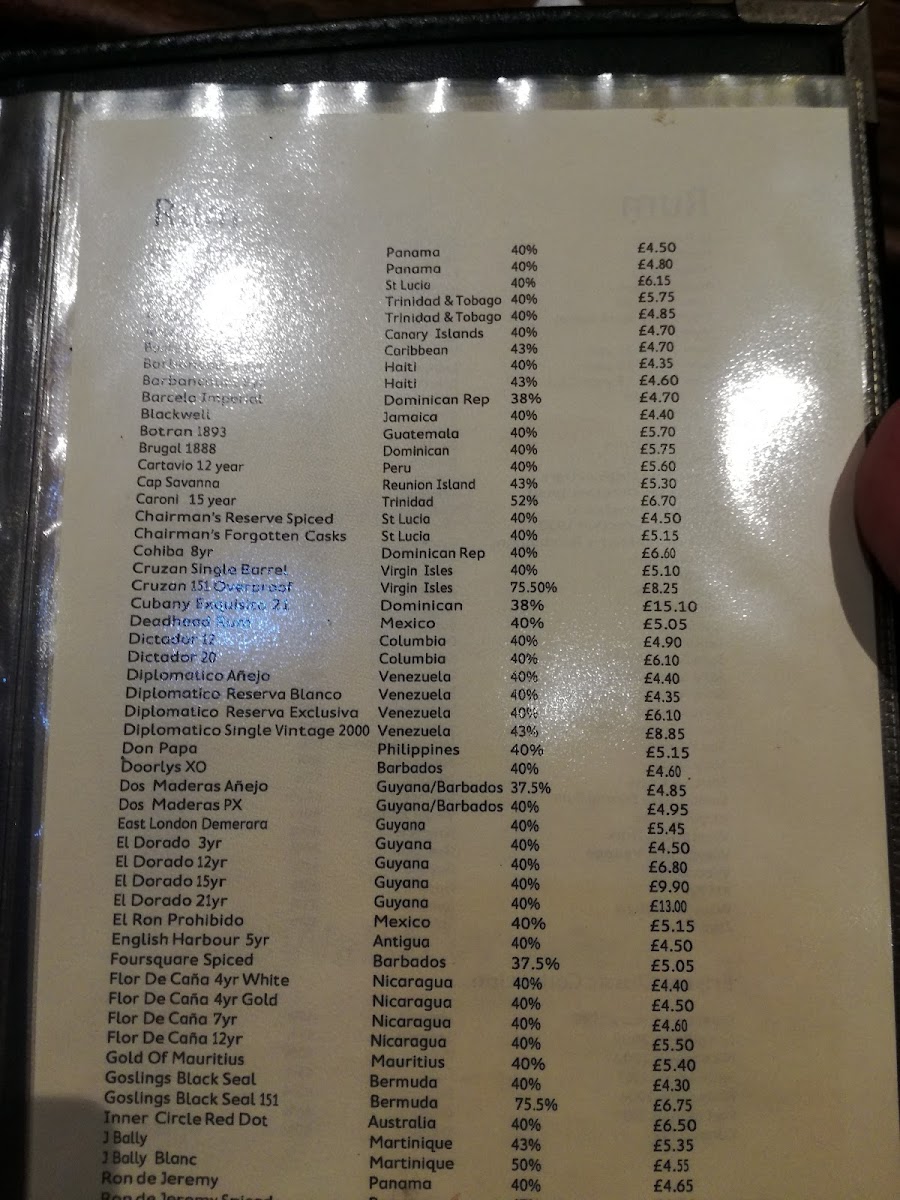 Rum
Panama 40% £4.50
Panama 40% £4.80
St Lucia 40% £6.15
Trinidad & Tobago 40% £5.75
Trinidad & Tobago 40% £4.85
Canary Islands 40% £4.70
Caribbean 43% £4.70
Haiti 40% £4.35
Haiti 43% £4.60
Barcelo Imperial Dominican Rep 38% £4.70
Blackwell Jamaica 40% £4.40
Botran 1893 Guatemala 40% £5.70
Brugal 1888 Dominican 40% £5.75
Cartavio 12 year Peru 40% £5.60
Cap Savanna Reunion Island 43% £5.30
Caroni 15 year Trinidad 52% £6.70
Chairman's Reserve Spiced St Lucia 40% £4.50
Chairman's Forgotten Casks St Lucia 40% £5.15
Cohiba 8yr Dominican Rep 40% £6.60
Cruzan Single Barrel Virgin Isles 40% £5.10
Cruzan 151 Overproof Virgin Isles 75.50% £8.25
Cubany Exquisito 21 Dominican 38% £15.10
Deadhead Rum Mexico 40% £5.05
Dictador 12 Columbia 40% £4.90
Dictador 20 Columbia 40% £6.10
Diplomatico Añejo Venezuela 40% £4.40
Diplomatico Reserva Blanco Venezuela 40% £4.35
Diplomatico Reserva Exclusiva Venezuela 40% £6.10
Diplomatico Single Vintage 2000 Venezuela 43% £8.85
Don Papa Philippines 40% £5.15
Doorlys XO Barbados 40% £4.60
Dos Maderas Añejo Guyana/Barbados 37.5% £4.85
Dos Maderas PX Guyana/Barbados 40% £4.95
East London Demerara Guyana 40% £5.45
El Dorado 3yr Guyana 40% £4.50
El Dorado 12yr Guyana 40% £6.80
El Dorado 15yr Guyana 40% £9.90
El Dorado 21yr Guyana 40% £13.00
El Ron Prohibido Mexico 40% £5.15
English Harbour 5yr Antigua 40% £4.50
Foursquare Spiced Barbados 37.5% £5.05
Flor De Caña 4yr White Nicaragua 40% £4.40
Flor De Caña 4yr Gold Nicaragua 40% £4.50
Flor De Caña 7yr Nicaragua 40% £4.60
Flor De Caña 12yr Nicaragua 40% £5.50
Gold Of Mauritius Mauritius 40% £5.40
Goslings Black Seal Bermuda 40% £4.30
Goslings Black Seal 151 Bermuda 75.5% £6.75
Inner Circle Red Dot Australia 40% £6.50
J Bally Martinique 43% £5.35
J Bally Blanc Martinique 50% £4.55
Ron de Jeremy Panama 40% £4.65
Ron de Jeremy Spiced